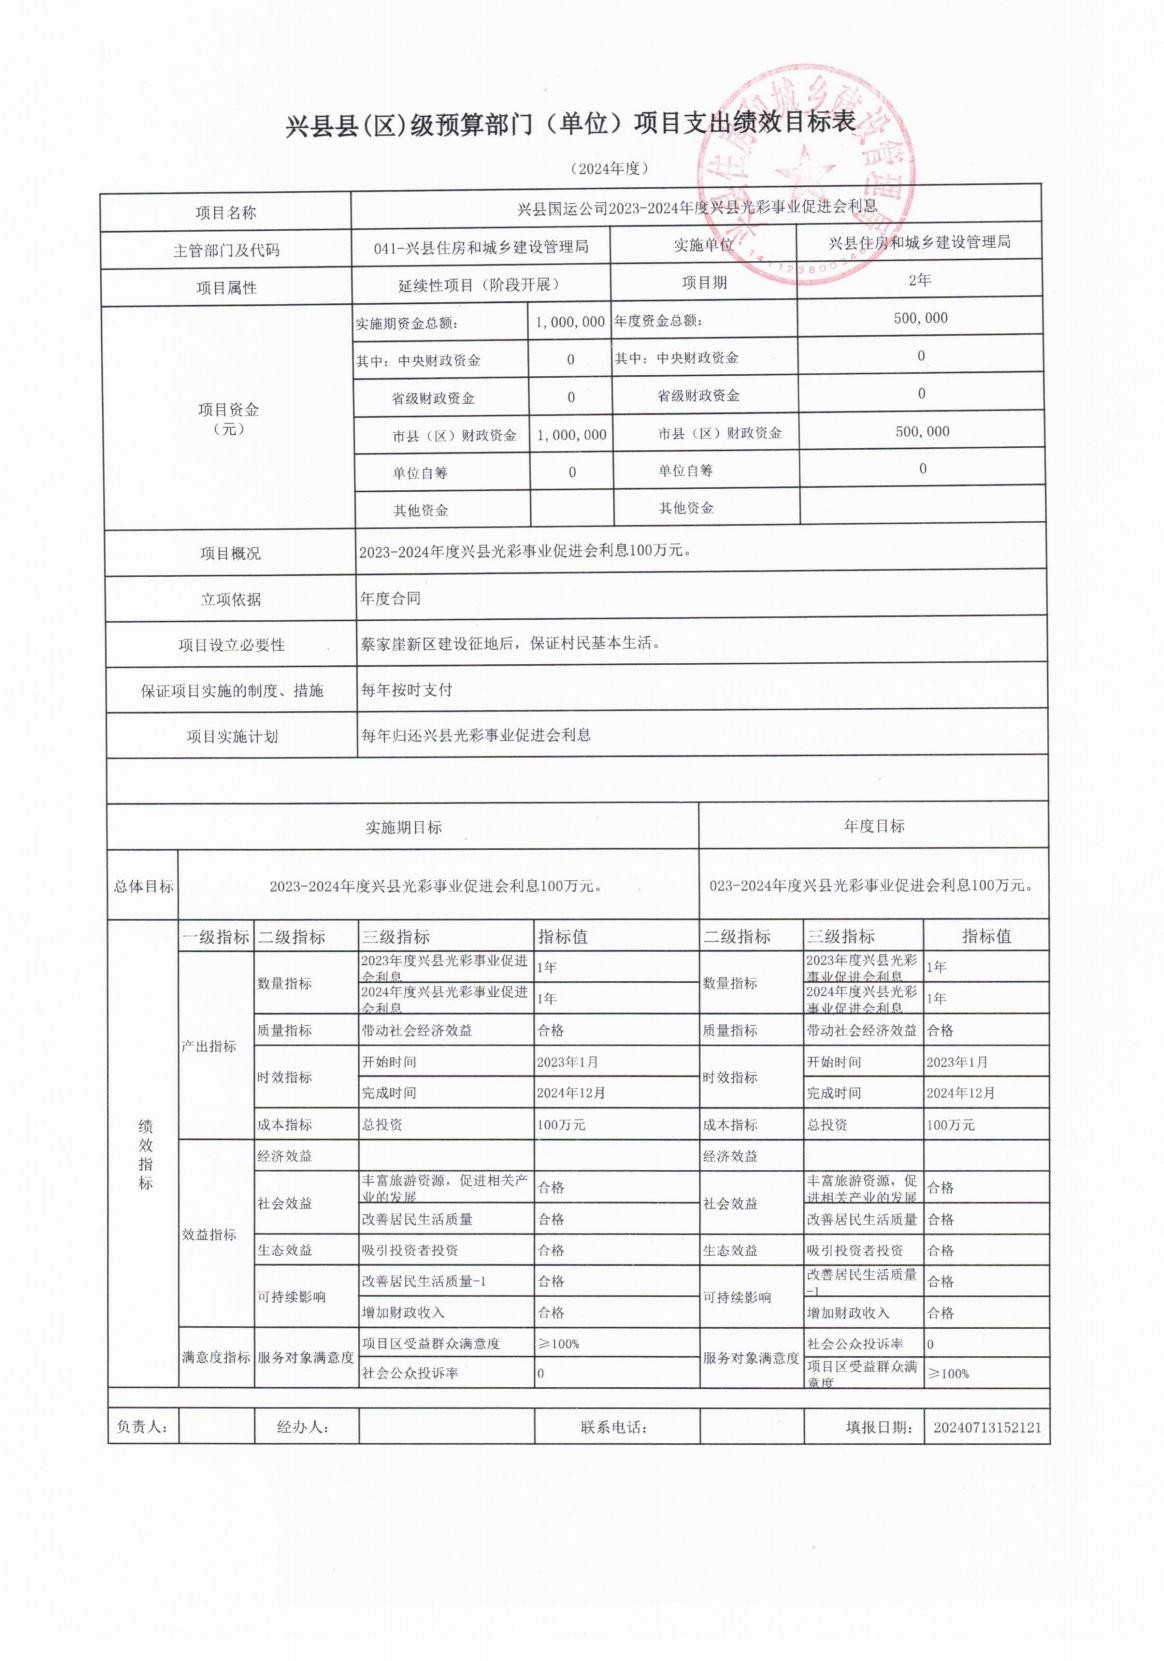 兴县县(区)级预算部门（单位）项目支出绩效目标表
（2024年度）
项目名称 兴县国运公司2023-2024年度兴县光彩事业促进会利息
主管部门及代码 041-兴县住房和城乡建设管理局 实施单位 兴县住房和城乡建设管理局
项目属性 延续性项目（阶段开展） 项目期 2年
项目资金
（元）
实施期资金总额： 1,000,000 年度资金总额： 500,000
其中：中央财政资金 0 其中：中央财政资金 0
省级财政资金 0 省级财政资金 0
市县（区）财政资金 1,000,000 市县（区）财政资金 500,000
单位自筹 0 单位自筹 0
其他资金 其他资金
项目概况 2023-2024年度兴县光彩事业促进会利息100万元。
立项依据 年度合同
项目设立必要性 蔡家崖新区建设征地后，保证村民基本生活。
保证项目实施的制度、措施 每年按时支付
项目实施计划 每年归还兴县光彩事业促进会利息
实施期目标 年度目标
总体目标 2023-2024年度兴县光彩事业促进会利息100万元。 023-2024年度兴县光彩事业促进会利息100万元。
绩效指标
一级指标 二级指标 三级指标 指标值 二级指标 三级指标 指标值
产出指标
数量指标 2023年度兴县光彩事业促进会利息 1年 数量指标 2023年度兴县光彩事业促进会利息 1年
2024年度兴县光彩事业促进会利息 1年 2024年度兴县光彩事业促进会利息 1年
质量指标 带动社会经济效益 合格 质量指标 带动社会经济效益 合格
时效指标 开始时间 2023年1月 时效指标 开始时间 2023年1月
完成时间 2024年12月 完成时间 2024年12月
成本指标 总投资 100万元 成本指标 总投资 100万元
效益指标
经济效益 经济效益
社会效益 丰富旅游资源，促进相关产业的发展 合格 社会效益 丰富旅游资源，促进相关产业的发展 合格
改善居民生活质量 合格 改善居民生活质量 合格
生态效益 吸引投资者投资 合格 生态效益 吸引投资者投资 合格
可持续影响 改善居民生活质量-1 合格 可持续影响 改善居民生活质量-1 合格
增加财政收入 合格 增加财政收入 合格
满意度指标 服务对象满意度 项目区受益群众满意度 ≥100% 服务对象满意度 社会公众投诉率 0
社会公众投诉率 0 项目区受益群众满意度 ≥100%
负责人： 经办人： 联系电话： 填报日期： 20240713152121
兴县住房和城乡建设管理局